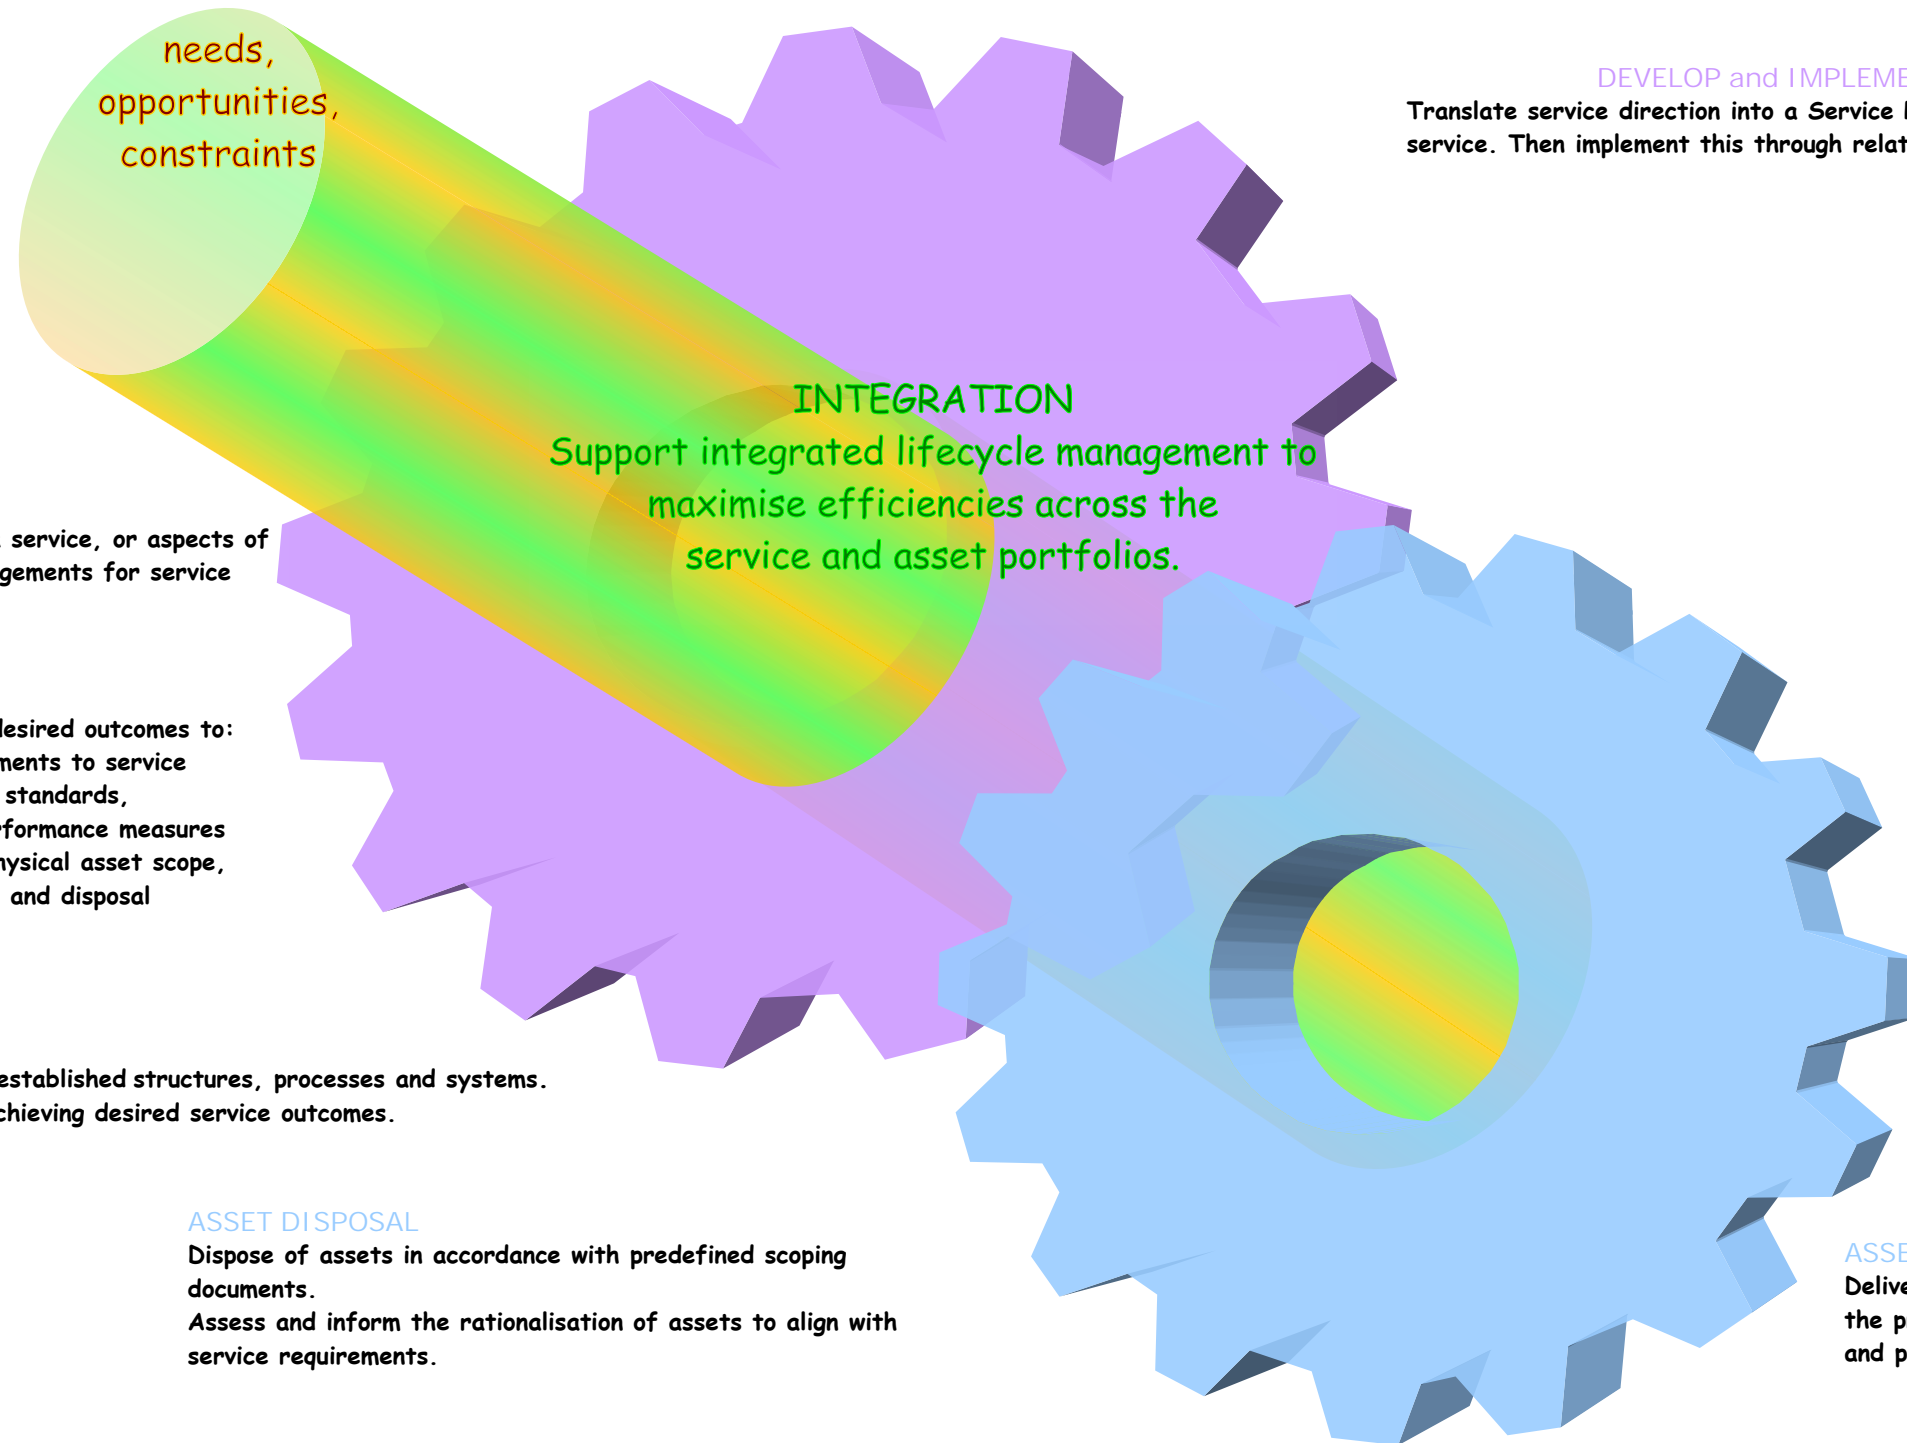 needs,
opportunities,
constraints
DEVELOP and IMPLEME
Translate service direction into a Service
service. Then implement this through relat
INTEGRATION
Support integrated lifecycle management to
maximise efficiencies across the
service and asset portfolios.
service, or aspects of
gements for service
desired outcomes to:
ments to service
standards,
rformance measures
hysical asset scope,
and disposal
established structures, processes and systems.
chieving desired service outcomes.
ASSET DISPOSAL
Dispose of assets in accordance with predefined scoping
documents.
Assess and inform the rationalisation of assets to align with
service requirements.
ASSE
Delive
the p
and p